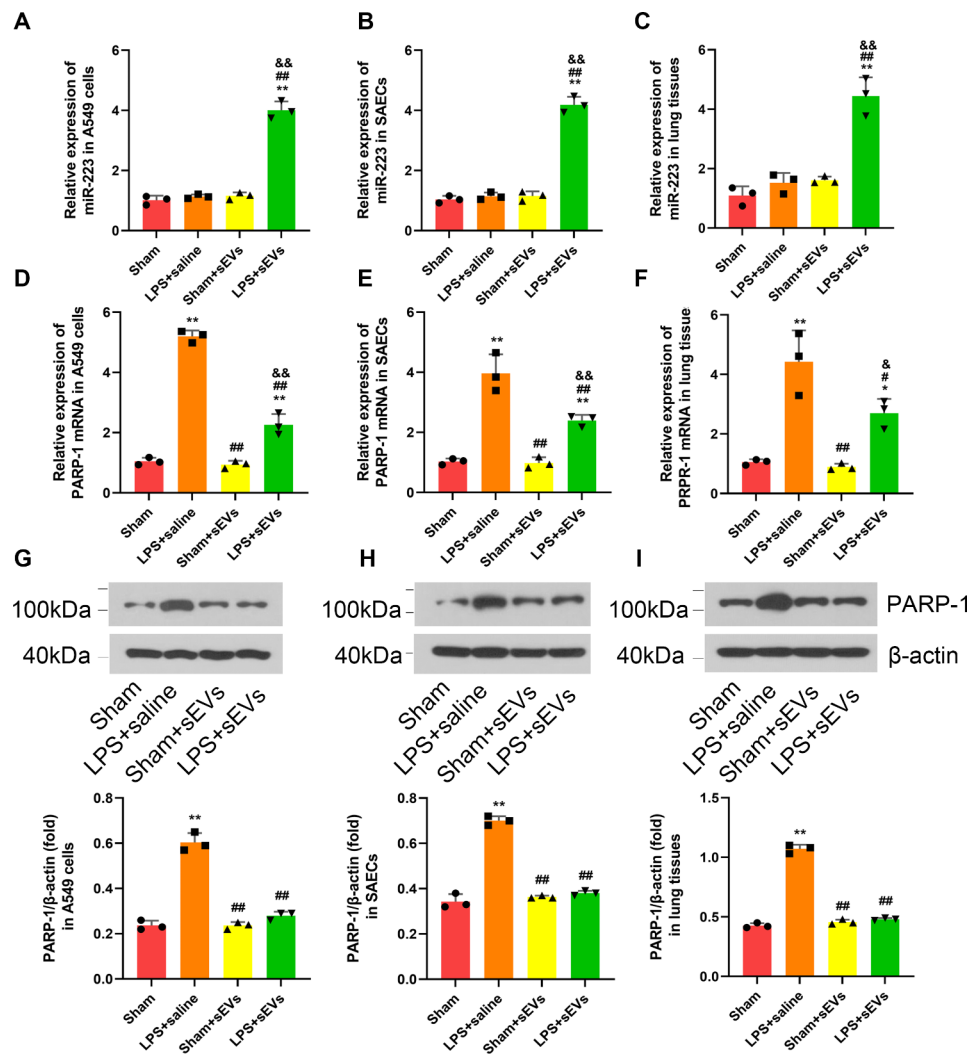 A
B
C
Relative expression of
miR-223 in A549 cells
6
4
2
0
&&
##
**
Sham
LPS+saline
Sham+sEVs
LPS+sEVs
Relative expression of
miR-223 in SAECs
6
4
2
0
&&
##
**
Sham
LPS+saline
Sham+sEVs
LPS+sEVs
Relative expression of
miR-223 in lung tissues
6
4
2
0
&&
##
**
Sham
LPS+saline
Sham+sEVs
LPS+sEVs
D
E
F
Relative expression of
PARP-1 mRNA in A549 cells
6
4
2
0
**
##
&&
##
**
Sham
LPS+saline
Sham+sEVs
LPS+sEVs
Relative expression of
PARP-1 mRNA in SAECs
6
4
2
0
**
##
&&
##
**
Sham
LPS+saline
Sham+sEVs
LPS+sEVs
Relative expression of
PRPR-1 mRNA in lung tissue
6
4
2
0
**
##
&
#
*
Sham
LPS+saline
Sham+sEVs
LPS+sEVs
G
H
I
100kDa
40kDa
Sham
LPS+saline
Sham+sEVs
LPS+sEVs
100kDa
40kDa
Sham
LPS+saline
Sham+sEVs
LPS+sEVs
100kDa
PARP-1
40kDa
β-actin
Sham
LPS+saline
Sham+sEVs
LPS+sEVs
PARP-1/β-actin (fold)
in A549 cells
0.8
0.6
0.4
0.2
0.0
**
##
##
Sham
LPS+saline
Sham+sEVs
LPS+sEVs
PARP-1/β-actin (fold)
in SAECs
0.8
0.6
0.4
0.2
0.0
**
##
##
Sham
LPS+saline
Sham+sEVs
LPS+sEVs
PARP-1/β-actin (fold)
in lung tissues
1.5
1.0
0.5
0.0
**
##
##
Sham
LPS+saline
Sham+sEVs
LPS+sEVs